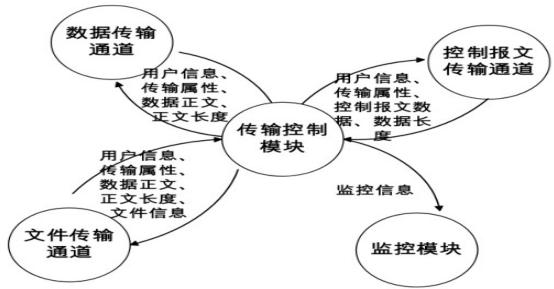 数据传输
通道
用户信息、
传输属性、
数据正文、
正文长度
控制报文
传输通道
用户信息、
传输属性、
控制报文数
据、数据长
度
传输控制
模块
用户信息、
传输属性、
数据正文、
正文长度、
文件信息
监控信息
文件传输
通道
监控模块